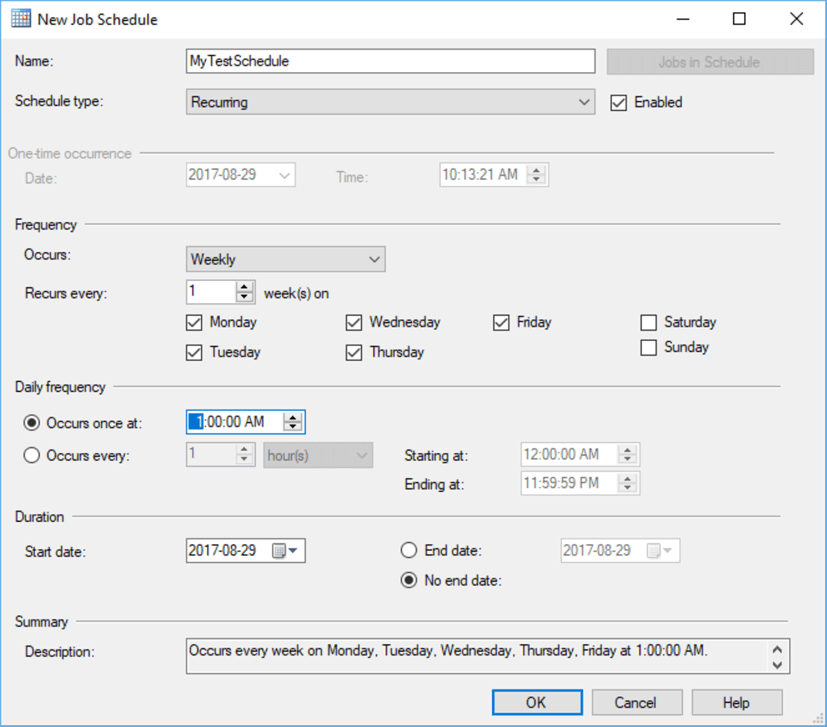 New Job Schedule
Name: MyTestSchedule Jobs in Schedule
Schedule type: Recurring Enabled
One-time occurrence
Date: 2017-08-29 Time: 10:13:21 AM
Frequency
Occurs: Weekly
Recurs every: 1 week(s) on
Monday Wednesday Friday Saturday
Tuesday Thursday Sunday
Daily frequency
Occurs once at: 1:00:00 AM
Occurs every: 1 hour(s) Starting at: 12:00:00 AM
Ending at: 11:59:59 PM
Duration
Start date: 2017-08-29 End date: 2017-08-29
No end date:
Summary
Description: Occurs every week on Monday, Tuesday, Wednesday, Thursday, Friday at 1:00:00 AM.
OK Cancel Help